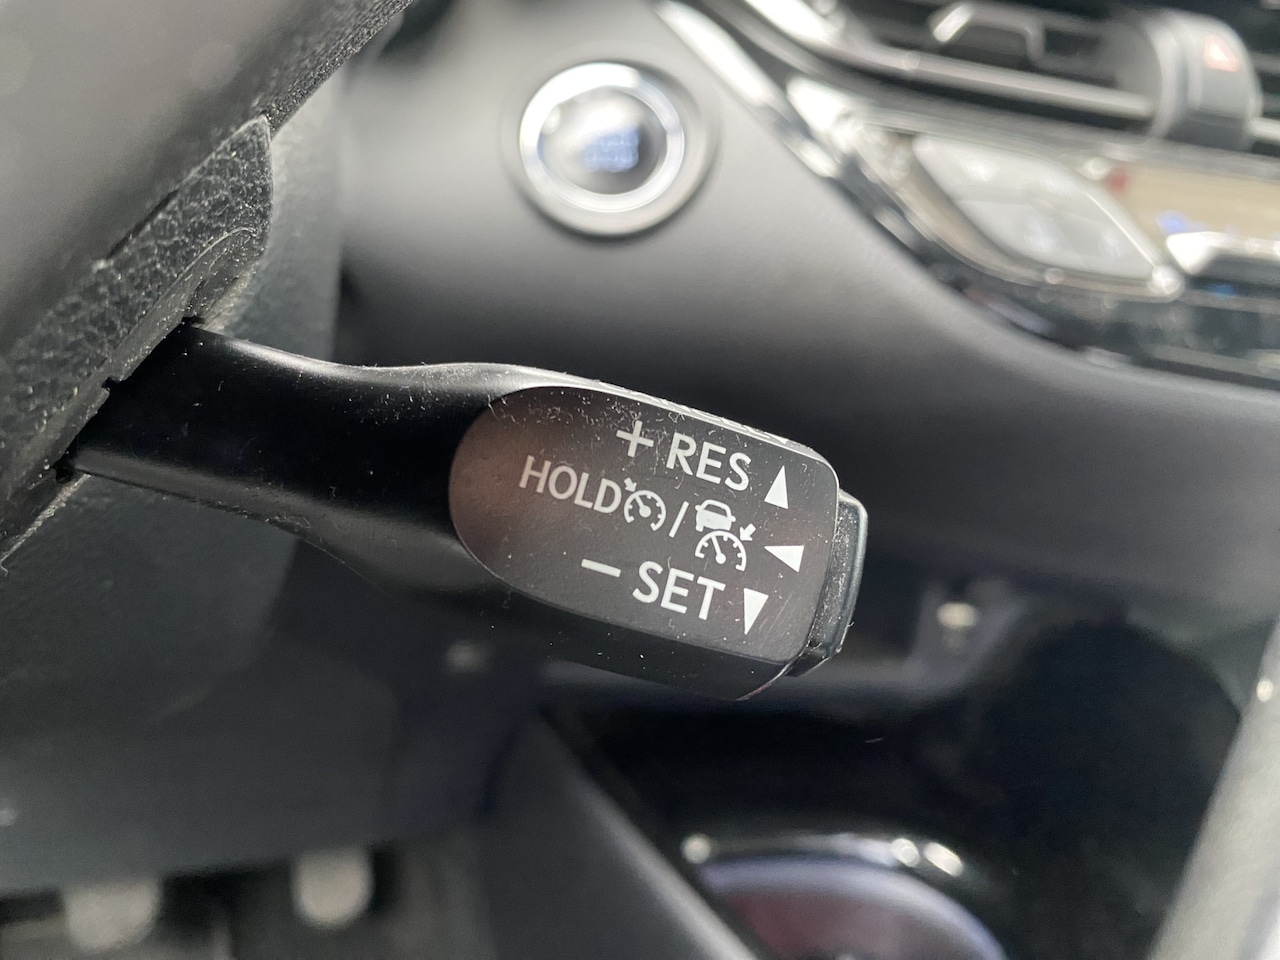 + RES ▲
HOLD / ◀
− SET ▼